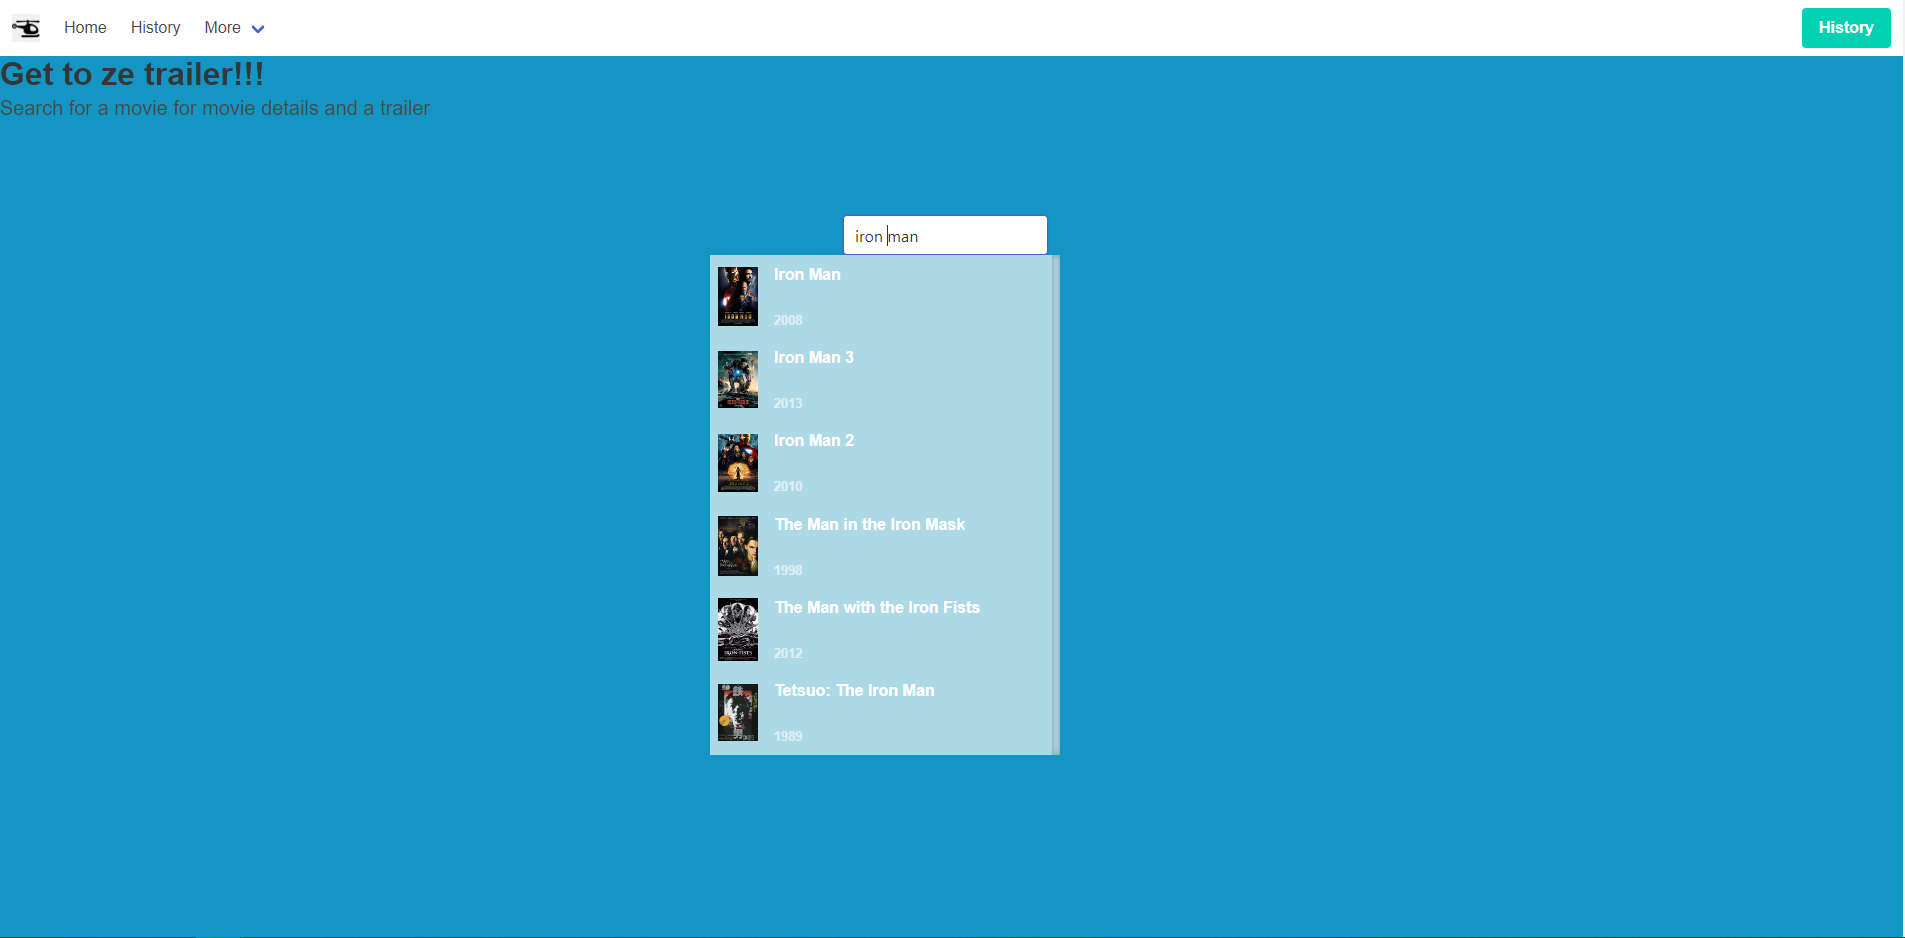 Home History More History
Get to ze trailer!!!
Search for a movie for movie details and a trailer
iron man
Iron Man
2008
Iron Man 3
2013
Iron Man 2
2010
The Man in the Iron Mask
1998
The Man with the Iron Fists
2012
Tetsuo: The Iron Man
1989